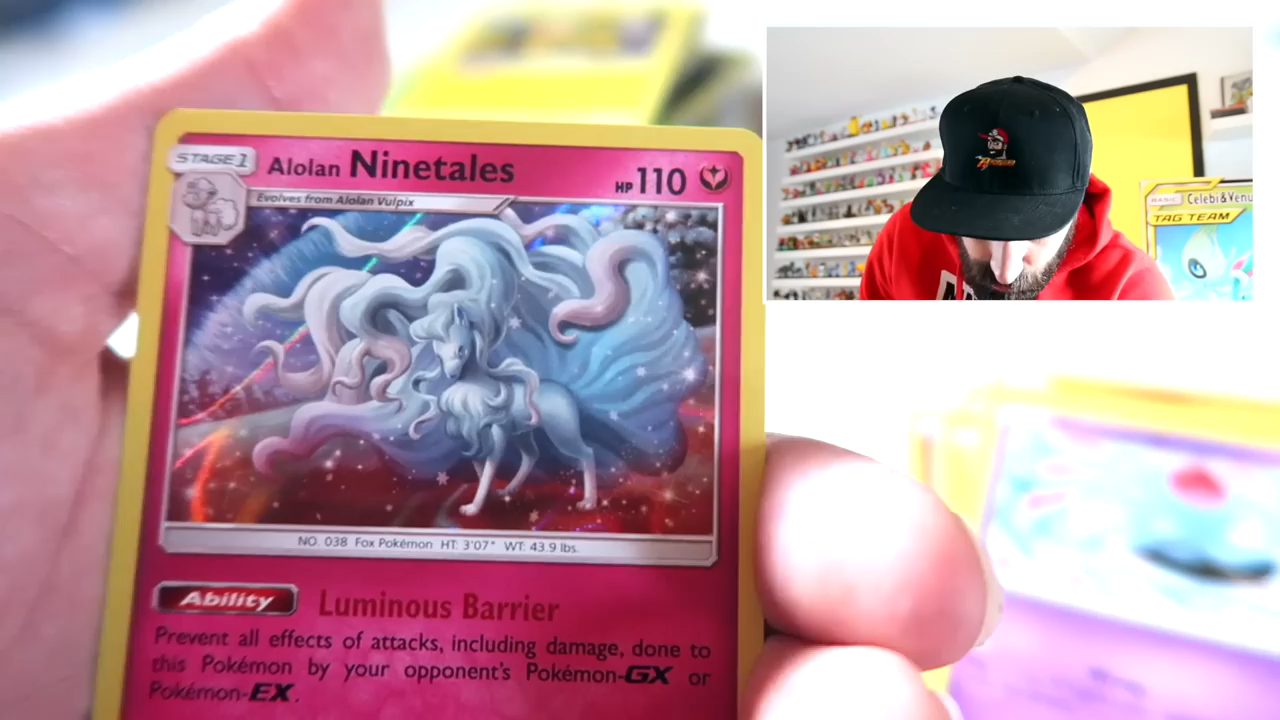 STAGE 1
Alolan Ninetales
HP 110
Evolves from Alolan Vulpix
NO. 038 Fox Pokémon HT: 3'07" WT: 43.9 lbs.
Ability Luminous Barrier
Prevent all effects of attacks, including damage, done to
this Pokémon by your opponent's Pokémon-GX or
Pokémon-EX.
BASIC Celebi&Venu
TAG TEAM